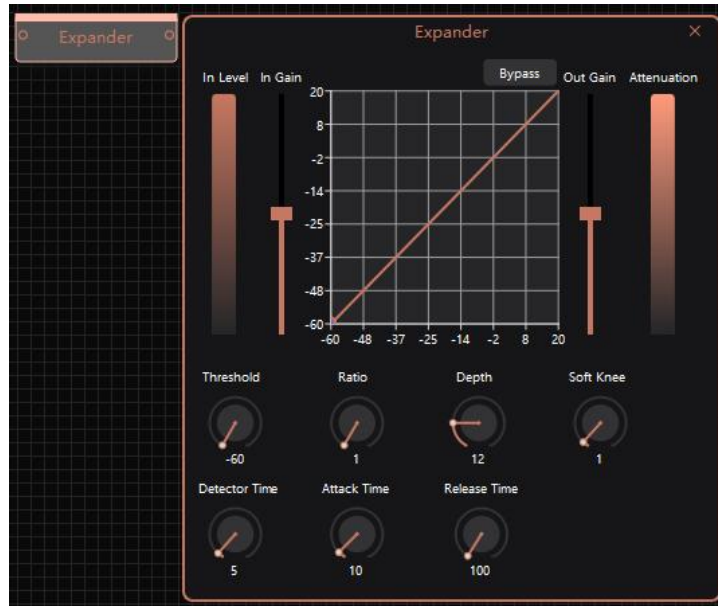 Expander
Expander
×
Bypass
In Level In Gain Out Gain Attenuation
20
8
-2
-14
-25
-37
-48
-60
-60 -48 -37 -25 -14 -2 8 20
Threshold Ratio Depth Soft Knee
-60 1 12 1
Detector Time Attack Time Release Time
5 10 100